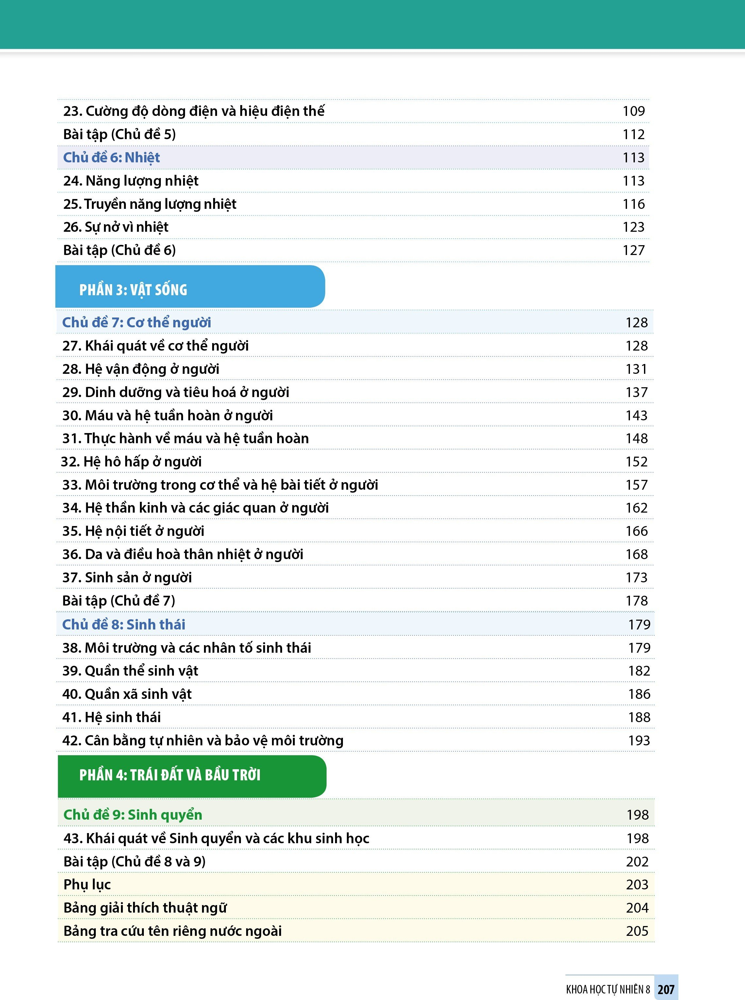 23. Cường độ dòng điện và hiệu điện thế 109
Bài tập (Chủ đề 5) 112
Chủ đề 6: Nhiệt 113
24. Năng lượng nhiệt 113
25. Truyền năng lượng nhiệt 116
26. Sự nở vì nhiệt 123
Bài tập (Chủ đề 6) 127
PHẦN 3: VẬT SỐNG
Chủ đề 7: Cơ thể người 128
27. Khái quát về cơ thể người 128
28. Hệ vận động ở người 131
29. Dinh dưỡng và tiêu hoá ở người 137
30. Máu và hệ tuần hoàn ở người 143
31. Thực hành về máu và hệ tuần hoàn 148
32. Hệ hô hấp ở người 152
33. Môi trường trong cơ thể và hệ bài tiết ở người 157
34. Hệ thần kinh và các giác quan ở người 162
35. Hệ nội tiết ở người 166
36. Da và điều hoà thân nhiệt ở người 168
37. Sinh sản ở người 173
Bài tập (Chủ đề 7) 178
Chủ đề 8: Sinh thái 179
38. Môi trường và các nhân tố sinh thái 179
39. Quần thể sinh vật 182
40. Quần xã sinh vật 186
41. Hệ sinh thái 188
42. Cân bằng tự nhiên và bảo vệ môi trường 193
PHẦN 4: TRÁI ĐẤT VÀ BẦU TRỜI
Chủ đề 9: Sinh quyển 198
43. Khái quát về Sinh quyển và các khu sinh học 198
Bài tập (Chủ đề 8 và 9) 202
Phụ lục 203
Bảng giải thích thuật ngữ 204
Bảng tra cứu tên riêng nước ngoài 205
KHOA HỌC TỰ NHIÊN 8 207